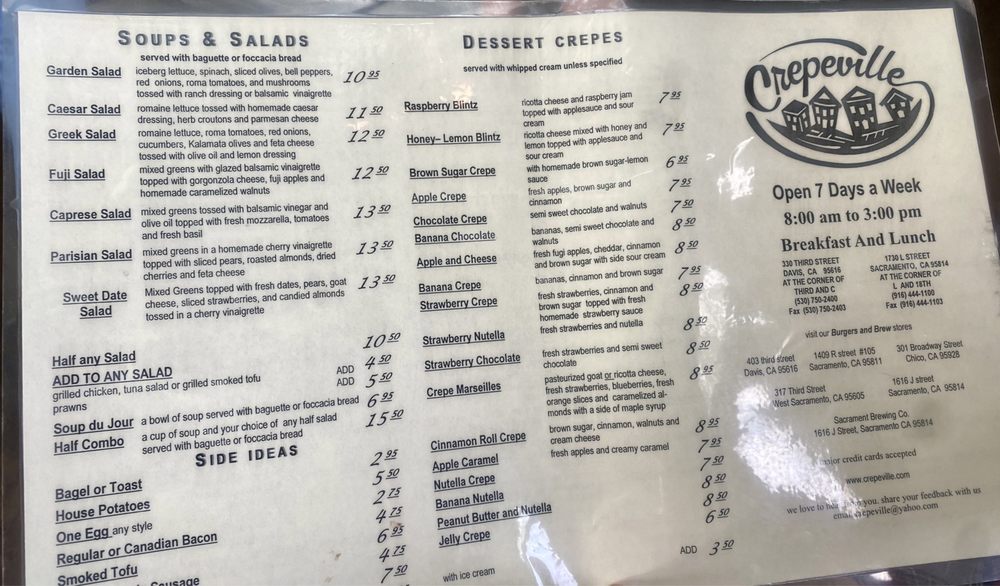 SOUPS & SALADS
served with baguette or foccacia bread
Garden Salad iceberg lettuce, spinach, sliced olives, bell peppers, 10 95
red onions, roma tomatoes, and mushrooms
tossed with ranch dressing or balsamic vinaigrette
Caesar Salad romaine lettuce tossed with homemade caesar 11 50
dressing, herb croutons and parmesan cheese
Greek Salad romaine lettuce, roma tomatoes, red onions, 12 50
cucumbers, Kalamata olives and feta cheese
tossed with olive oil and lemon dressing
Fuji Salad mixed greens with glazed balsamic vinaigrette 12 50
topped with gorgonzola cheese, fuji apples and
homemade caramelized walnuts
Caprese Salad mixed greens tossed with balsamic vinegar and 13 50
olive oil topped with fresh mozzarella, tomatoes
and fresh basil
Parisian Salad mixed greens in a homemade cherry vinaigrette 13 50
topped with sliced pears, roasted almonds, dried
cherries and feta cheese
Sweet Date Salad Mixed Greens topped with fresh dates, pears, goat 13 50
cheese, sliced strawberries, and candied almonds
tossed in a cherry vinaigrette
Half any Salad 10 50
ADD TO ANY SALAD
grilled chicken, tuna salad or grilled smoked tofu ADD 4 50
prawns ADD 5 50
Soup du Jour a bowl of soup served with baguette or foccacia bread 6 95
Half Combo a cup of soup and your choice of any half salad 15 50
served with baguette or foccacia bread
SIDE IDEAS
Bagel or Toast 2 95
House Potatoes 5 50
One Egg any style 2 75
Regular or Canadian Bacon 4 75
Smoked Tofu 6 95
Sausage 4 75
7 50
DESSERT CREPES
served with whipped cream unless specified
Raspberry Blintz ricotta cheese and raspberry jam 7 95
topped with applesauce and sour
cream
Honey– Lemon Blintz ricotta cheese mixed with honey and 7 95
lemon topped with applesauce and
sour cream
Brown Sugar Crepe with homemade brown sugar-lemon 6 95
sauce
Apple Crepe fresh apples, brown sugar and 7 95
cinnamon
Chocolate Crepe semi sweet chocolate and walnuts 7 50
Banana Chocolate bananas, semi sweet chocolate and 8 50
walnuts
Apple and Cheese fresh fugi apples, cheddar, cinnamon 8 50
and brown sugar with side sour cream
Banana Crepe bananas, cinnamon and brown sugar 7 95
Strawberry Crepe fresh strawberries, cinnamon and 8 50
brown sugar topped with fresh
homemade strawberry sauce
Strawberry Nutella fresh strawberries and nutella 8 50
Strawberry Chocolate fresh strawberries and semi sweet 8 50
chocolate
Crepe Marseilles pasteurized goat or ricotta cheese, 8 95
fresh strawberries, blueberries, fresh
orange slices and caramelized al-
monds with a side of maple syrup
Cinnamon Roll Crepe brown sugar, cinnamon, walnuts and 8 95
cream cheese
Apple Caramel fresh apples and creamy caramel 7 95
Nutella Crepe 7 50
Banana Nutella 8 50
Peanut Butter and Nutella 8 50
Jelly Crepe 6 50
with ice cream ADD 3 50
Crepeville
Open 7 Days a Week
8:00 am to 3:00 pm
Breakfast And Lunch
330 THIRD STREET
DAVIS, CA 95616
AT THE CORNER OF
THIRD AND C
(530) 750-2400
Fax (530) 750-2403
1730 L STREET
SACRAMENTO, CA 95814
AT THE CORNER OF
L AND 18TH
(916) 444-1100
Fax (916) 444-1103
visit our Burgers and Brew stores
403 third street
Davis, CA 95616
1409 R street #105
Sacramento, CA 95811
301 Broadway Street
Chico, CA 95928
317 Third Street
West Sacramento, CA 95605
1616 J street
Sacramento, CA 95814
Sacrament Brewing Co.
1616 J Street, Sacramento CA 95814
major credit cards accepted
www.crepeville.com
we love to hear from you. share your feedback with us
crepeville@yahoo.com